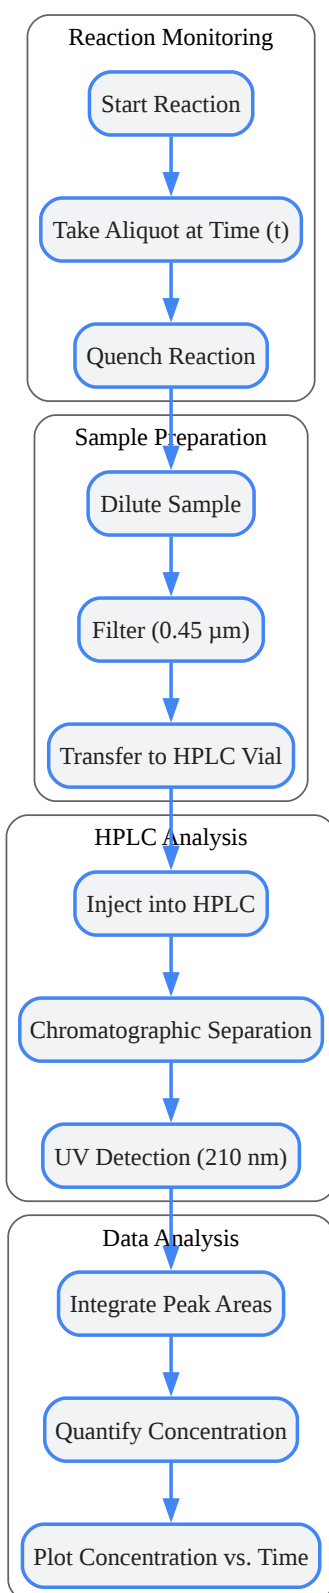 Reaction Monitoring
Start Reaction
Take Aliquot at Time (t)
Quench Reaction
Sample Preparation
Dilute Sample
Filter (0.45 µm)
Transfer to HPLC Vial
HPLC Analysis
Inject into HPLC
Chromatographic Separation
UV Detection (210 nm)
Data Analysis
Integrate Peak Areas
Quantify Concentration
Plot Concentration vs. Time